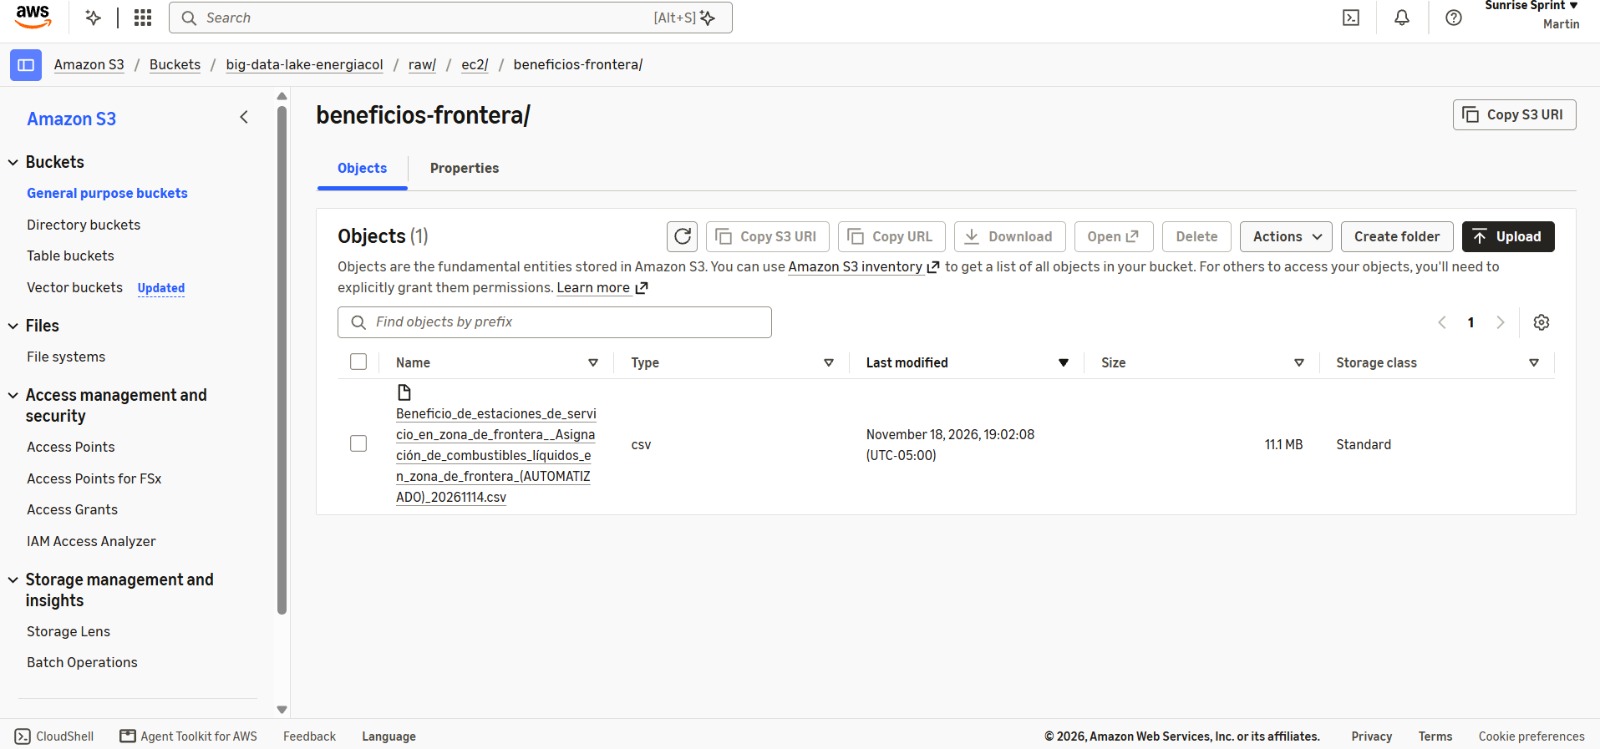 aws
Search
[Alt+S]
Sunrise Sprint
Martin
Amazon S3 / Buckets / big-data-lake-energiacol / raw/ / ec2/ / beneficios-frontera/
Amazon S3
Buckets
General purpose buckets
Directory buckets
Table buckets
Vector buckets Updated
Files
File systems
Access management and
security
Access Points
Access Points for FSx
Access Grants
IAM Access Analyzer
Storage management and
insights
Storage Lens
Batch Operations
beneficios-frontera/
Copy S3 URI
Objects
Properties
Objects (1)
Copy S3 URI
Copy URL
Download
Open
Delete
Actions
Create folder
Upload
Objects are the fundamental entities stored in Amazon S3. You can use Amazon S3 inventory to get a list of all objects in your bucket. For others to access your objects, you'll need to
explicitly grant them permissions. Learn more
Find objects by prefix
1
Name
Type
Last modified
Size
Storage class
Beneficio_de_estaciones_de_servi
cio_en_zona_de_frontera__Asigna
ción_de_combustibles_líquidos_e
n_zona_de_frontera_(AUTOMATIZ
ADO)_20261114.csv
csv
November 18, 2026, 19:02:08
(UTC-05:00)
11.1 MB
Standard
CloudShell
Agent Toolkit for AWS
Feedback
Language
© 2026, Amazon Web Services, Inc. or its affiliates.
Privacy
Terms
Cookie preferences